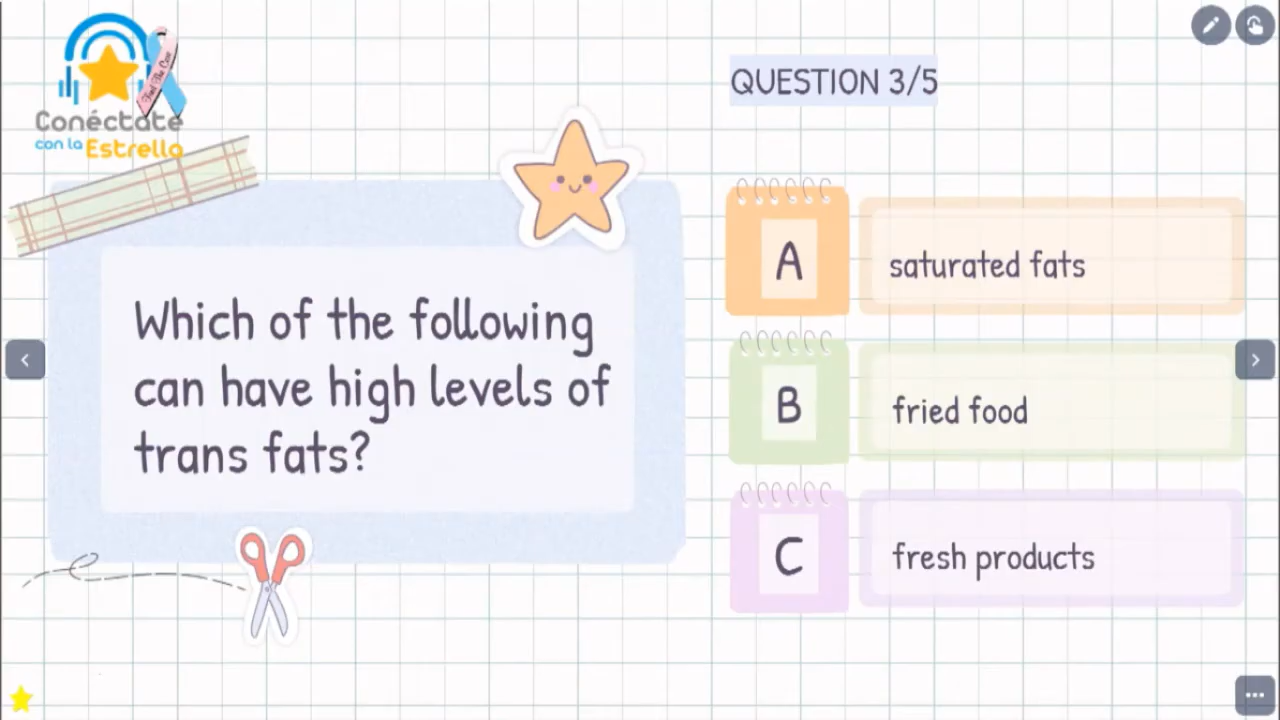 Conéctate
con la Estrella
QUESTION 3/5
Which of the following
can have high levels of
trans fats?
A
saturated fats
B
fried food
C
fresh products